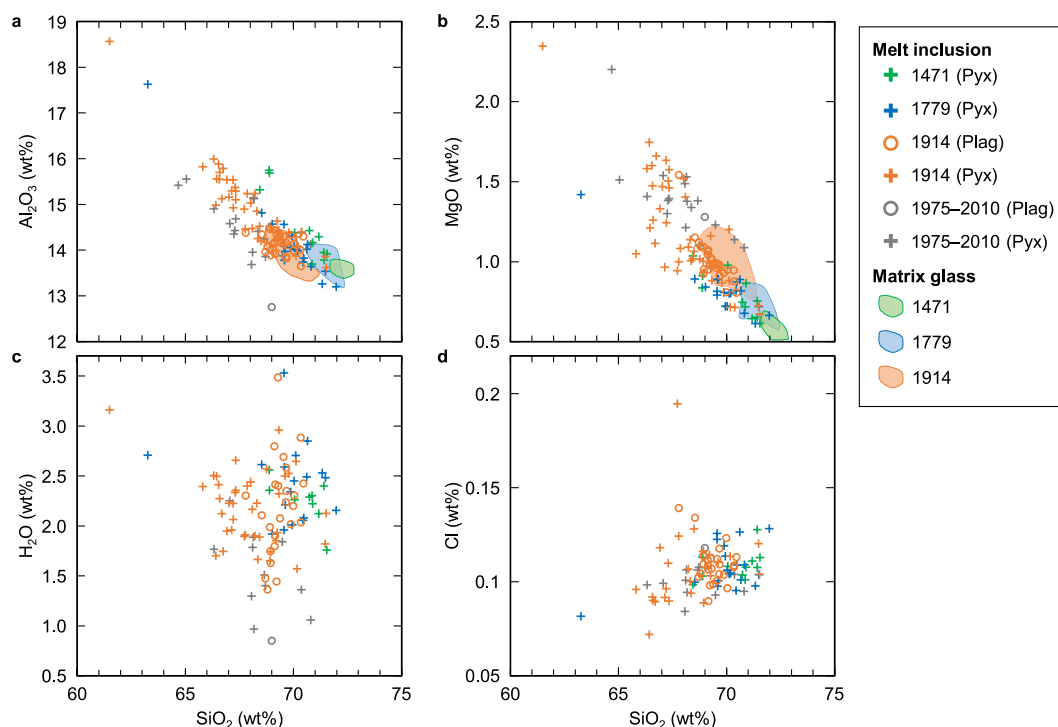 a
19
18
17
16
15
14
13
12
Al₂O₃ (wt%)
b
2.5
2.0
1.5
1.0
0.5
MgO (wt%)
c
3.5
3.0
2.5
2.0
1.5
1.0
0.5
H₂O (wt%)
60
65
70
75
SiO₂ (wt%)
d
0.2
0.15
0.1
0.05
Cl (wt%)
60
65
70
75
SiO₂ (wt%)
Melt inclusion
1471 (Pyx)
1779 (Pyx)
1914 (Plag)
1914 (Pyx)
1975–2010 (Plag)
1975–2010 (Pyx)
Matrix glass
1471
1779
1914